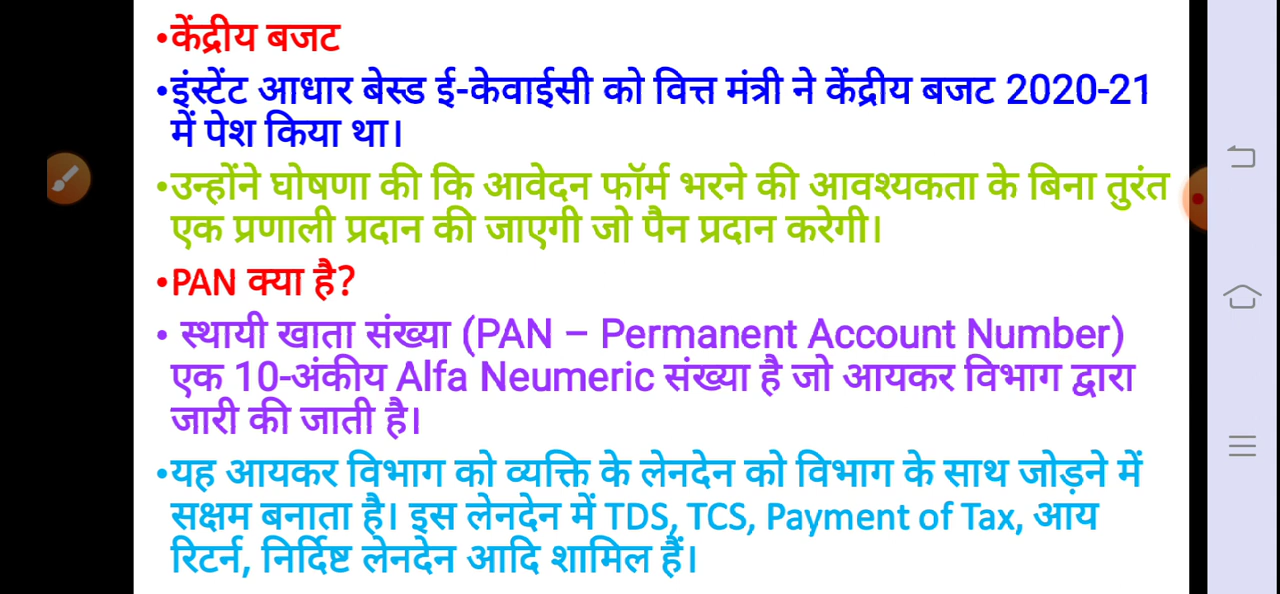 •केंद्रीय बजट
•इंस्टेंट आधार बेस्ड ई-केवाईसी को वित्त मंत्री ने केंद्रीय बजट 2020-21
में पेश किया था।
•उन्होंने घोषणा की कि आवेदन फॉर्म भरने की आवश्यकता के बिना तुरंत
एक प्रणाली प्रदान की जाएगी जो पैन प्रदान करेगी।
•PAN क्या है?
• स्थायी खाता संख्या (PAN – Permanent Account Number)
एक 10-अंकीय Alfa Neumeric संख्या है जो आयकर विभाग द्वारा
जारी की जाती है।
•यह आयकर विभाग को व्यक्ति के लेनदेन को विभाग के साथ जोड़ने में
सक्षम बनाता है। इस लेनदेन में TDS, TCS, Payment of Tax, आय
रिटर्न, निर्दिष्ट लेनदेन आदि शामिल हैं।